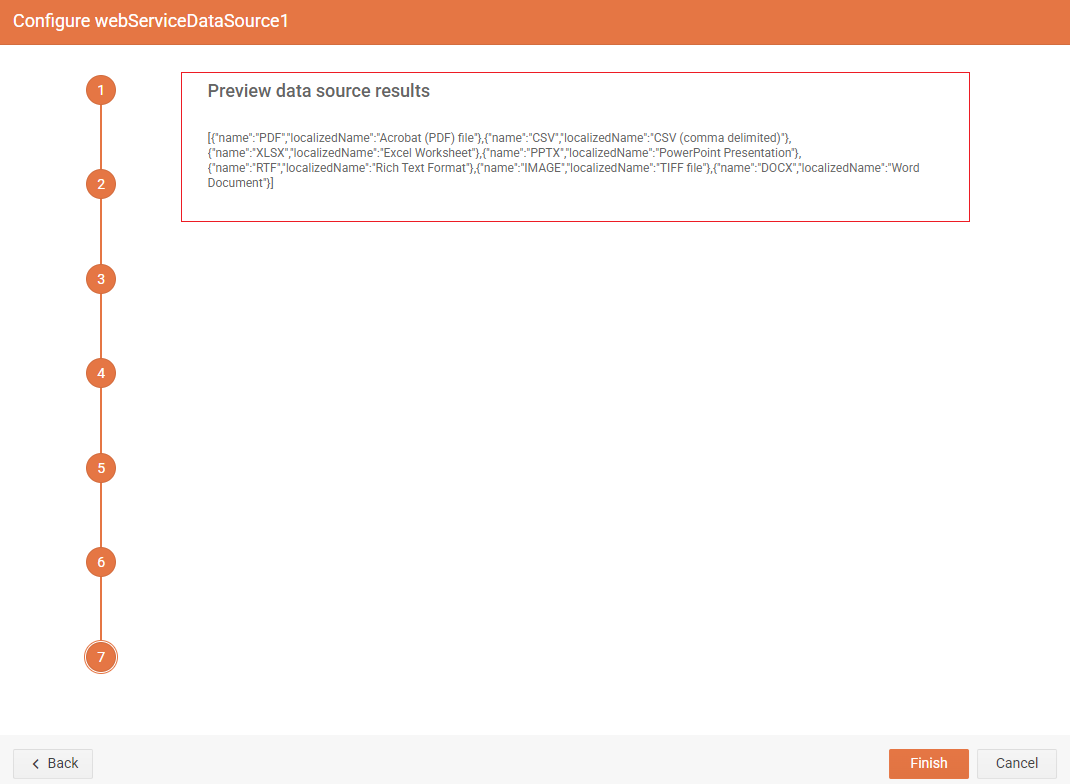 Configure webServiceDataSource1
1
Preview data source results
[{"name":"PDF","localizedName":"Acrobat (PDF) file"},{"name":"CSV","localizedName":"CSV (comma delimited)"},
{"name":"XLSX","localizedName":"Excel Worksheet"},{"name":"PPTX","localizedName":"PowerPoint Presentation"},
{"name":"RTF","localizedName":"Rich Text Format"},{"name":"IMAGE","localizedName":"TIFF file"},{"name":"DOCX","localizedName":"Word
Document"}]
2
3
4
5
6
7
Back
Finish
Cancel